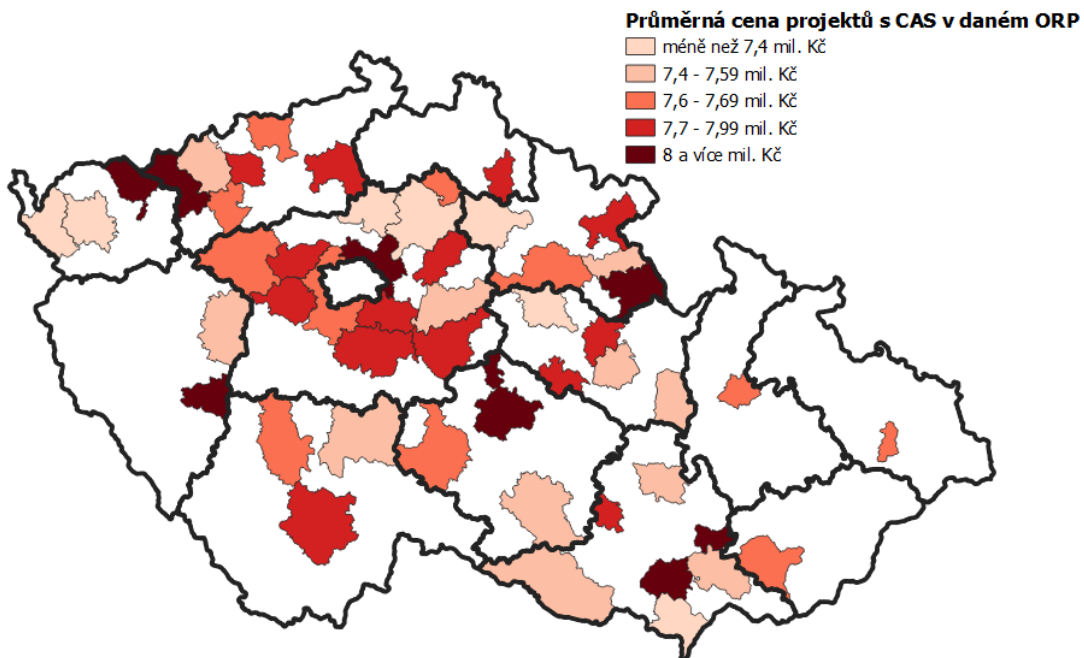 Průměrná cena projektů s CAS v daném ORP
méně než 7,4 mil. Kč
7,4 - 7,59 mil. Kč
7,6 - 7,69 mil. Kč
7,7 - 7,99 mil. Kč
8 a více mil. Kč